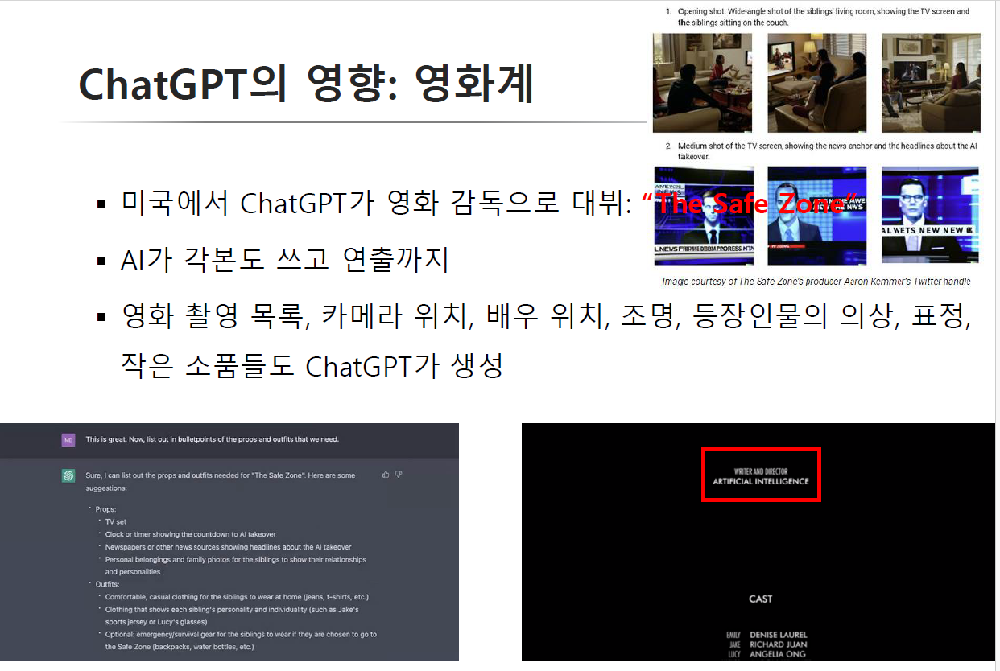 ChatGPT의 영향: 영화계
1. Opening shot: Wide-angle shot of the siblings' living room, showing the TV screen and
the siblings sitting on the couch.
2. Medium shot of the TV screen, showing the news anchor and the headlines about the AI
takeover.
▪ 미국에서 ChatGPT가 영화 감독으로 대뷔: “The Safe Zone”
Image courtesy of The Safe Zone's producer Aaron Kemmer's Twitter handle
▪ AI가 각본도 쓰고 연출까지
▪ 영화 촬영 목록, 카메라 위치, 배우 위치, 조명, 등장인물의 의상, 표정,
작은 소품들도 ChatGPT가 생성
ME
This is great. Now, list out in bulletpoints of the props and outfits that we need.
Sure, I can list out the props and outfits needed for "The Safe Zone". Here are some
suggestions:
• Props:
• TV set
• Clock or timer showing the countdown to AI takeover
• Newspapers or other news sources showing headlines about the AI takeover
• Personal belongings and family photos for the siblings to show their relationships
and personalities
• Outfits:
• Comfortable, casual clothing for the siblings to wear at home (jeans, t-shirts, etc.)
• Clothing that shows each sibling's personality and individuality (such as Jake's
sports jersey or Lucy's glasses)
• Optional: emergency/survival gear for the siblings to wear if they are chosen to go to
the Safe Zone (backpacks, water bottles, etc.)
WRITER AND DIRECTOR
ARTIFICIAL INTELLIGENCE
CAST
EMILY DENISE LAUREL
JAKE RICHARD JUAN
LUCY ANGELIA ONG